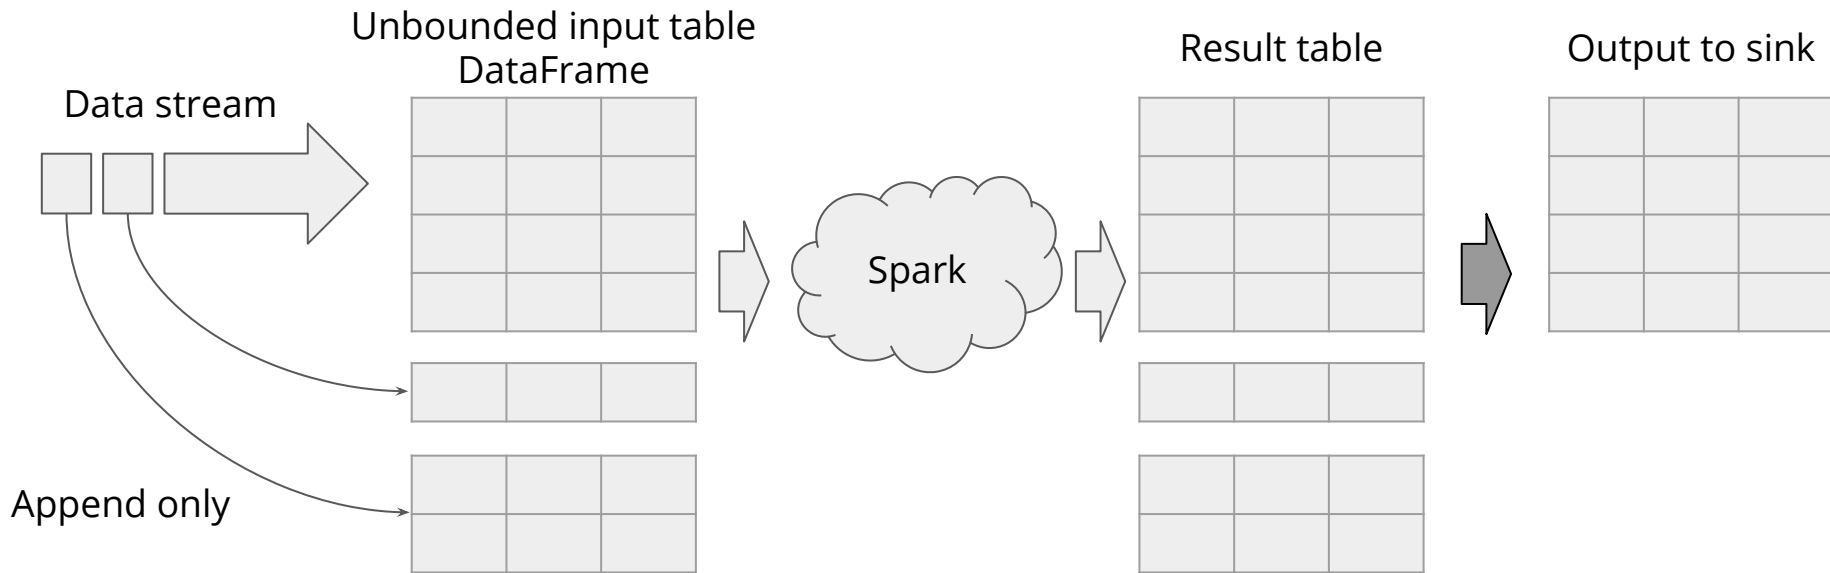 Unbounded input table
DataFrame
Data stream
Result table
Output to sink
Spark
Append only